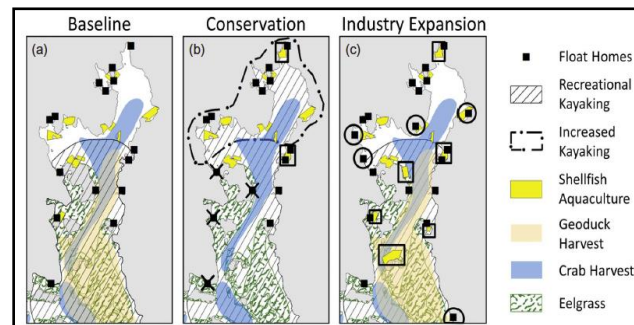 Baseline
Conservation
Industry Expansion
(a)
(b)
(c)
Float Homes
Recreational
Kayaking
Increased
Kayaking
Shellfish
Aquaculture
Geoduck
Harvest
Crab Harvest
Eelgrass